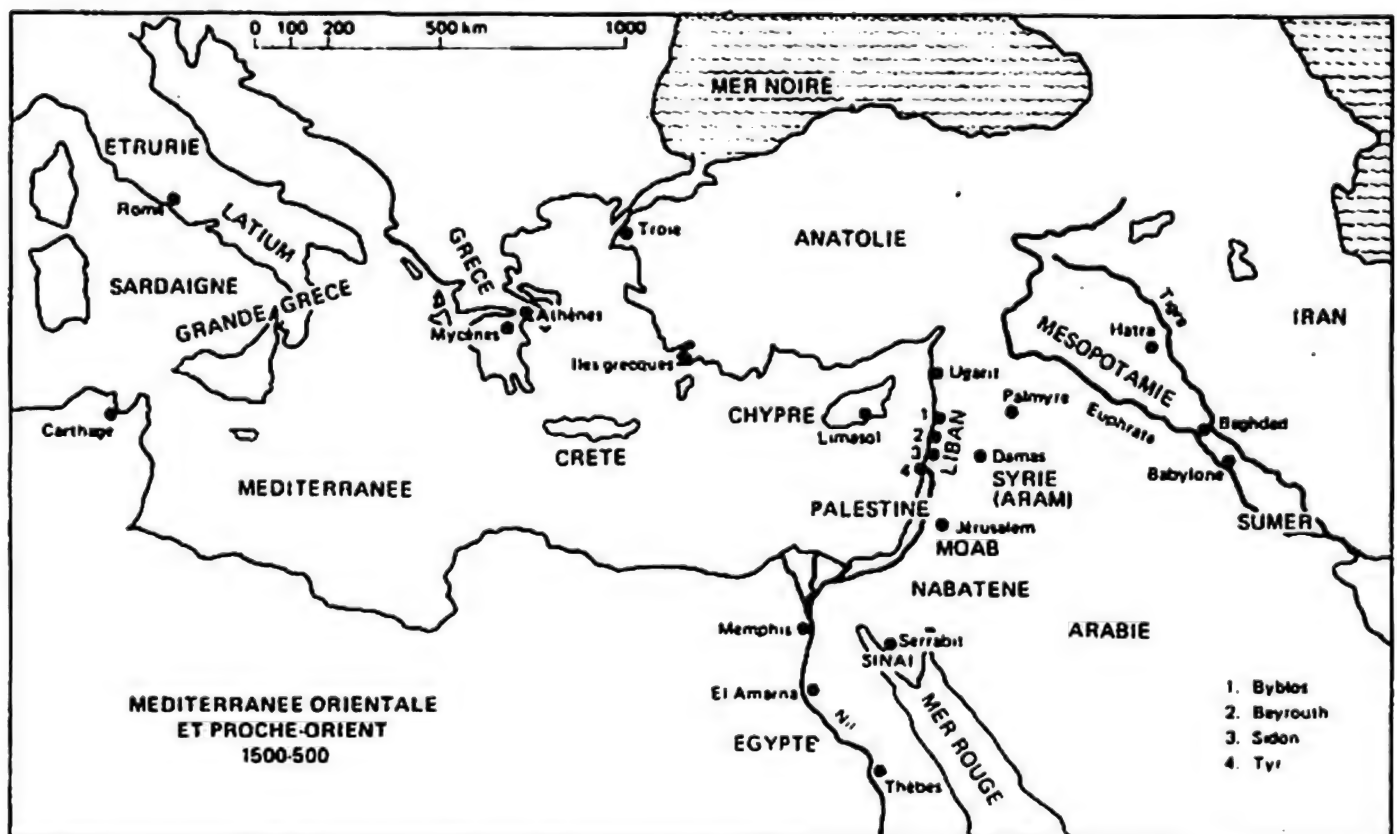 0 100 200 500 km 1000
MER NOIRE
ETRURIE
Rome
LATIUM
SARDAIGNE
GRANDE GRÈCE
GRÈCE
Troie
ANATOLIE
Athènes
Mycènes
Iles grecques
Tigre
Hatra
IRAN
MESOPOTAMIE
Ugarit
Palmyre
CHYPRE
Limasol
1
2
3
4
LIBAN
Euphrate
Baghdad
Carthage
CRÈTE
Damas
Babylone
MEDITERRANEE
SYRIE
(ARAM)
PALESTINE
SUMER
Jérusalem
MOAB
NABATENE
Memphis
Serrabit
SINAI
ARABIE
El Amarna
Nil
MER ROUGE
EGYPTE
Thèbes
MEDITERRANEE ORIENTALE
ET PROCHE-ORIENT
1500-500
1. Byblos
2. Beyrouth
3. Sidon
4. Tyr